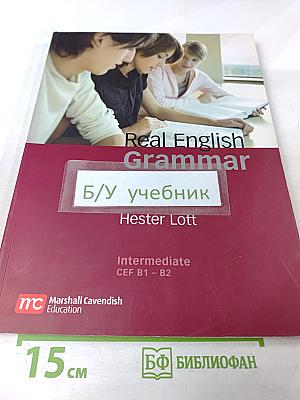 Real English
Grammar
Б/У учебник
Hester Lott
Intermediate
CEF B1 – B2
mc Marshall Cavendish
Education
15 см
БФ БИБЛИОФАН